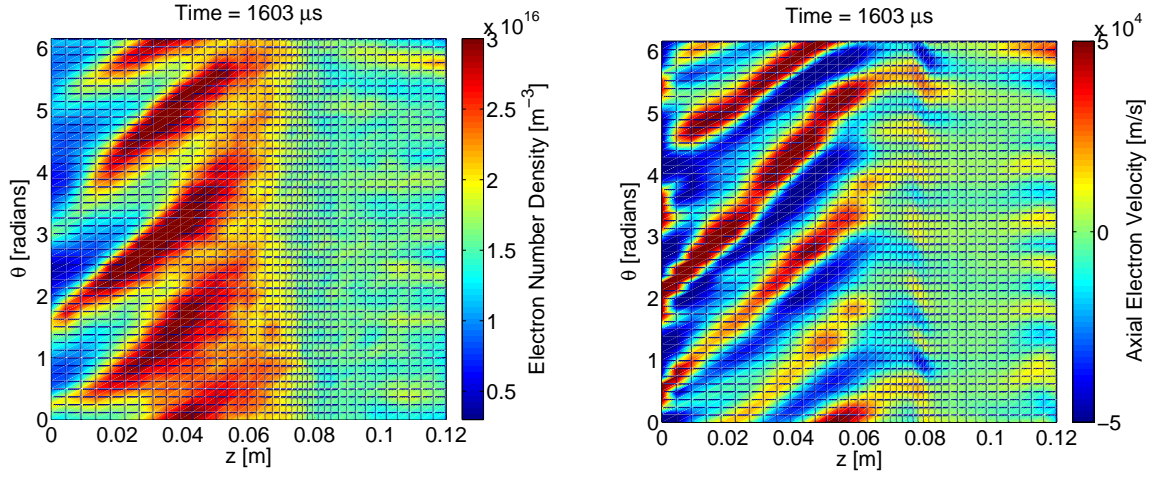 Time = 1603 μs
x 10^16
6
5
4
3
2
1
0
θ [radians]
0 0.02 0.04 0.06 0.08 0.1 0.12
z [m]
3
2.5
2
1.5
1
0.5
Electron Number Density [m^−3]
Time = 1603 μs
x 10^4
6
5
4
3
2
1
0
θ [radians]
0 0.02 0.04 0.06 0.08 0.1 0.12
z [m]
5
0
−5
Axial Electron Velocity [m/s]